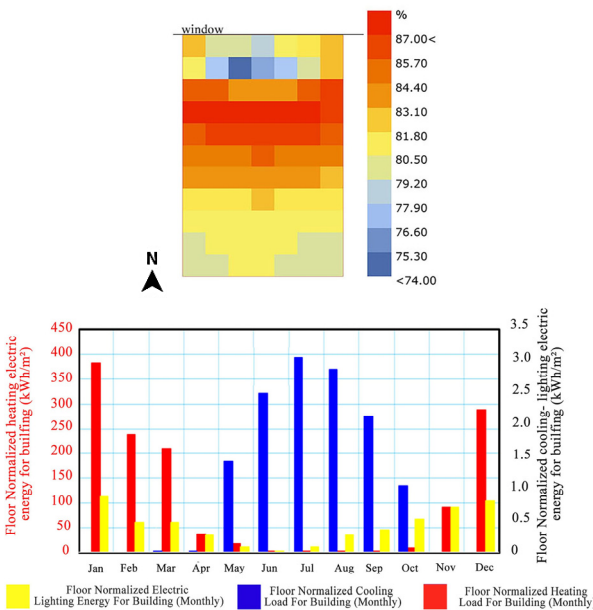 window
%
87.00<
85.70
84.40
83.10
81.80
80.50
79.20
77.90
76.60
75.30
<74.00
N
Floor Normalized heating electric
energy for builfing (kWh/m²)
450
400
350
300
250
200
150
100
50
0
3.5
3.0
2.5
2.0
1.5
1.0
0.5
0
Floor Normalized cooling- lighting electric
energy for builfing (kWh/m²)
Jan Feb Mar Apr May Jun Jul Aug Sep Oct Nov Dec
Floor Normalized Electric
Lighting Energy For Building (Monthly)
Floor Normalized Cooling
Load For Building (Monthly)
Floor Normalized Heating
Load For Building (Monthly)